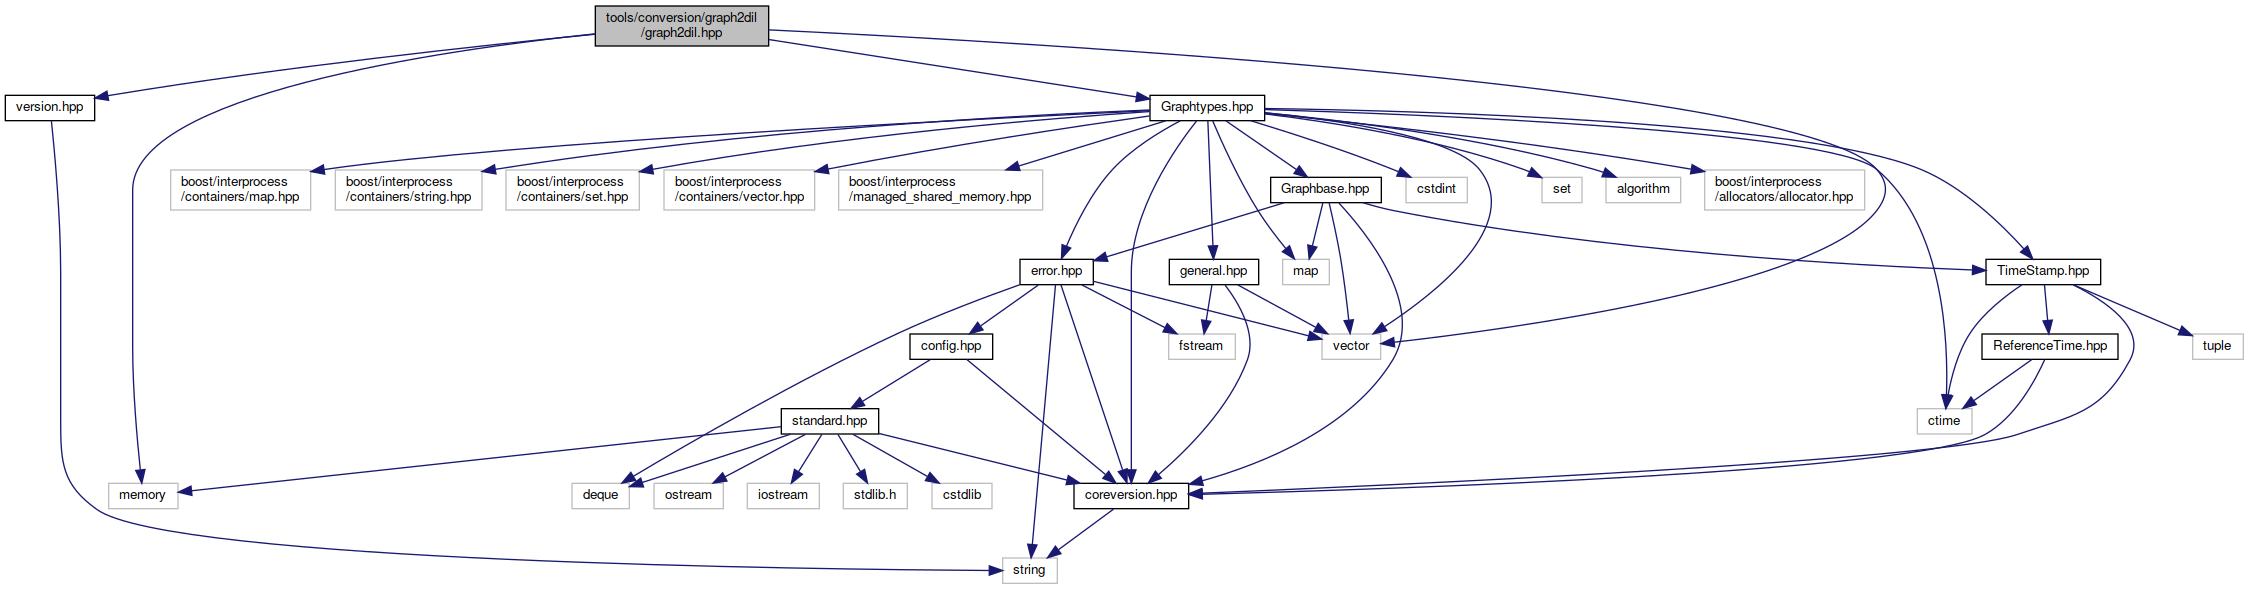 tools/conversion/graph2dil
/graph2dil.hpp
version.hpp
Graphtypes.hpp
boost/interprocess
/containers/map.hpp
boost/interprocess
/containers/string.hpp
boost/interprocess
/containers/set.hpp
boost/interprocess
/containers/vector.hpp
boost/interprocess
/managed_shared_memory.hpp
Graphbase.hpp
cstdint
set
algorithm
boost/interprocess
/allocators/allocator.hpp
error.hpp
general.hpp
map
TimeStamp.hpp
config.hpp
fstream
vector
ReferenceTime.hpp
tuple
standard.hpp
ctime
memory
deque
ostream
iostream
stdlib.h
cstdlib
coreversion.hpp
string